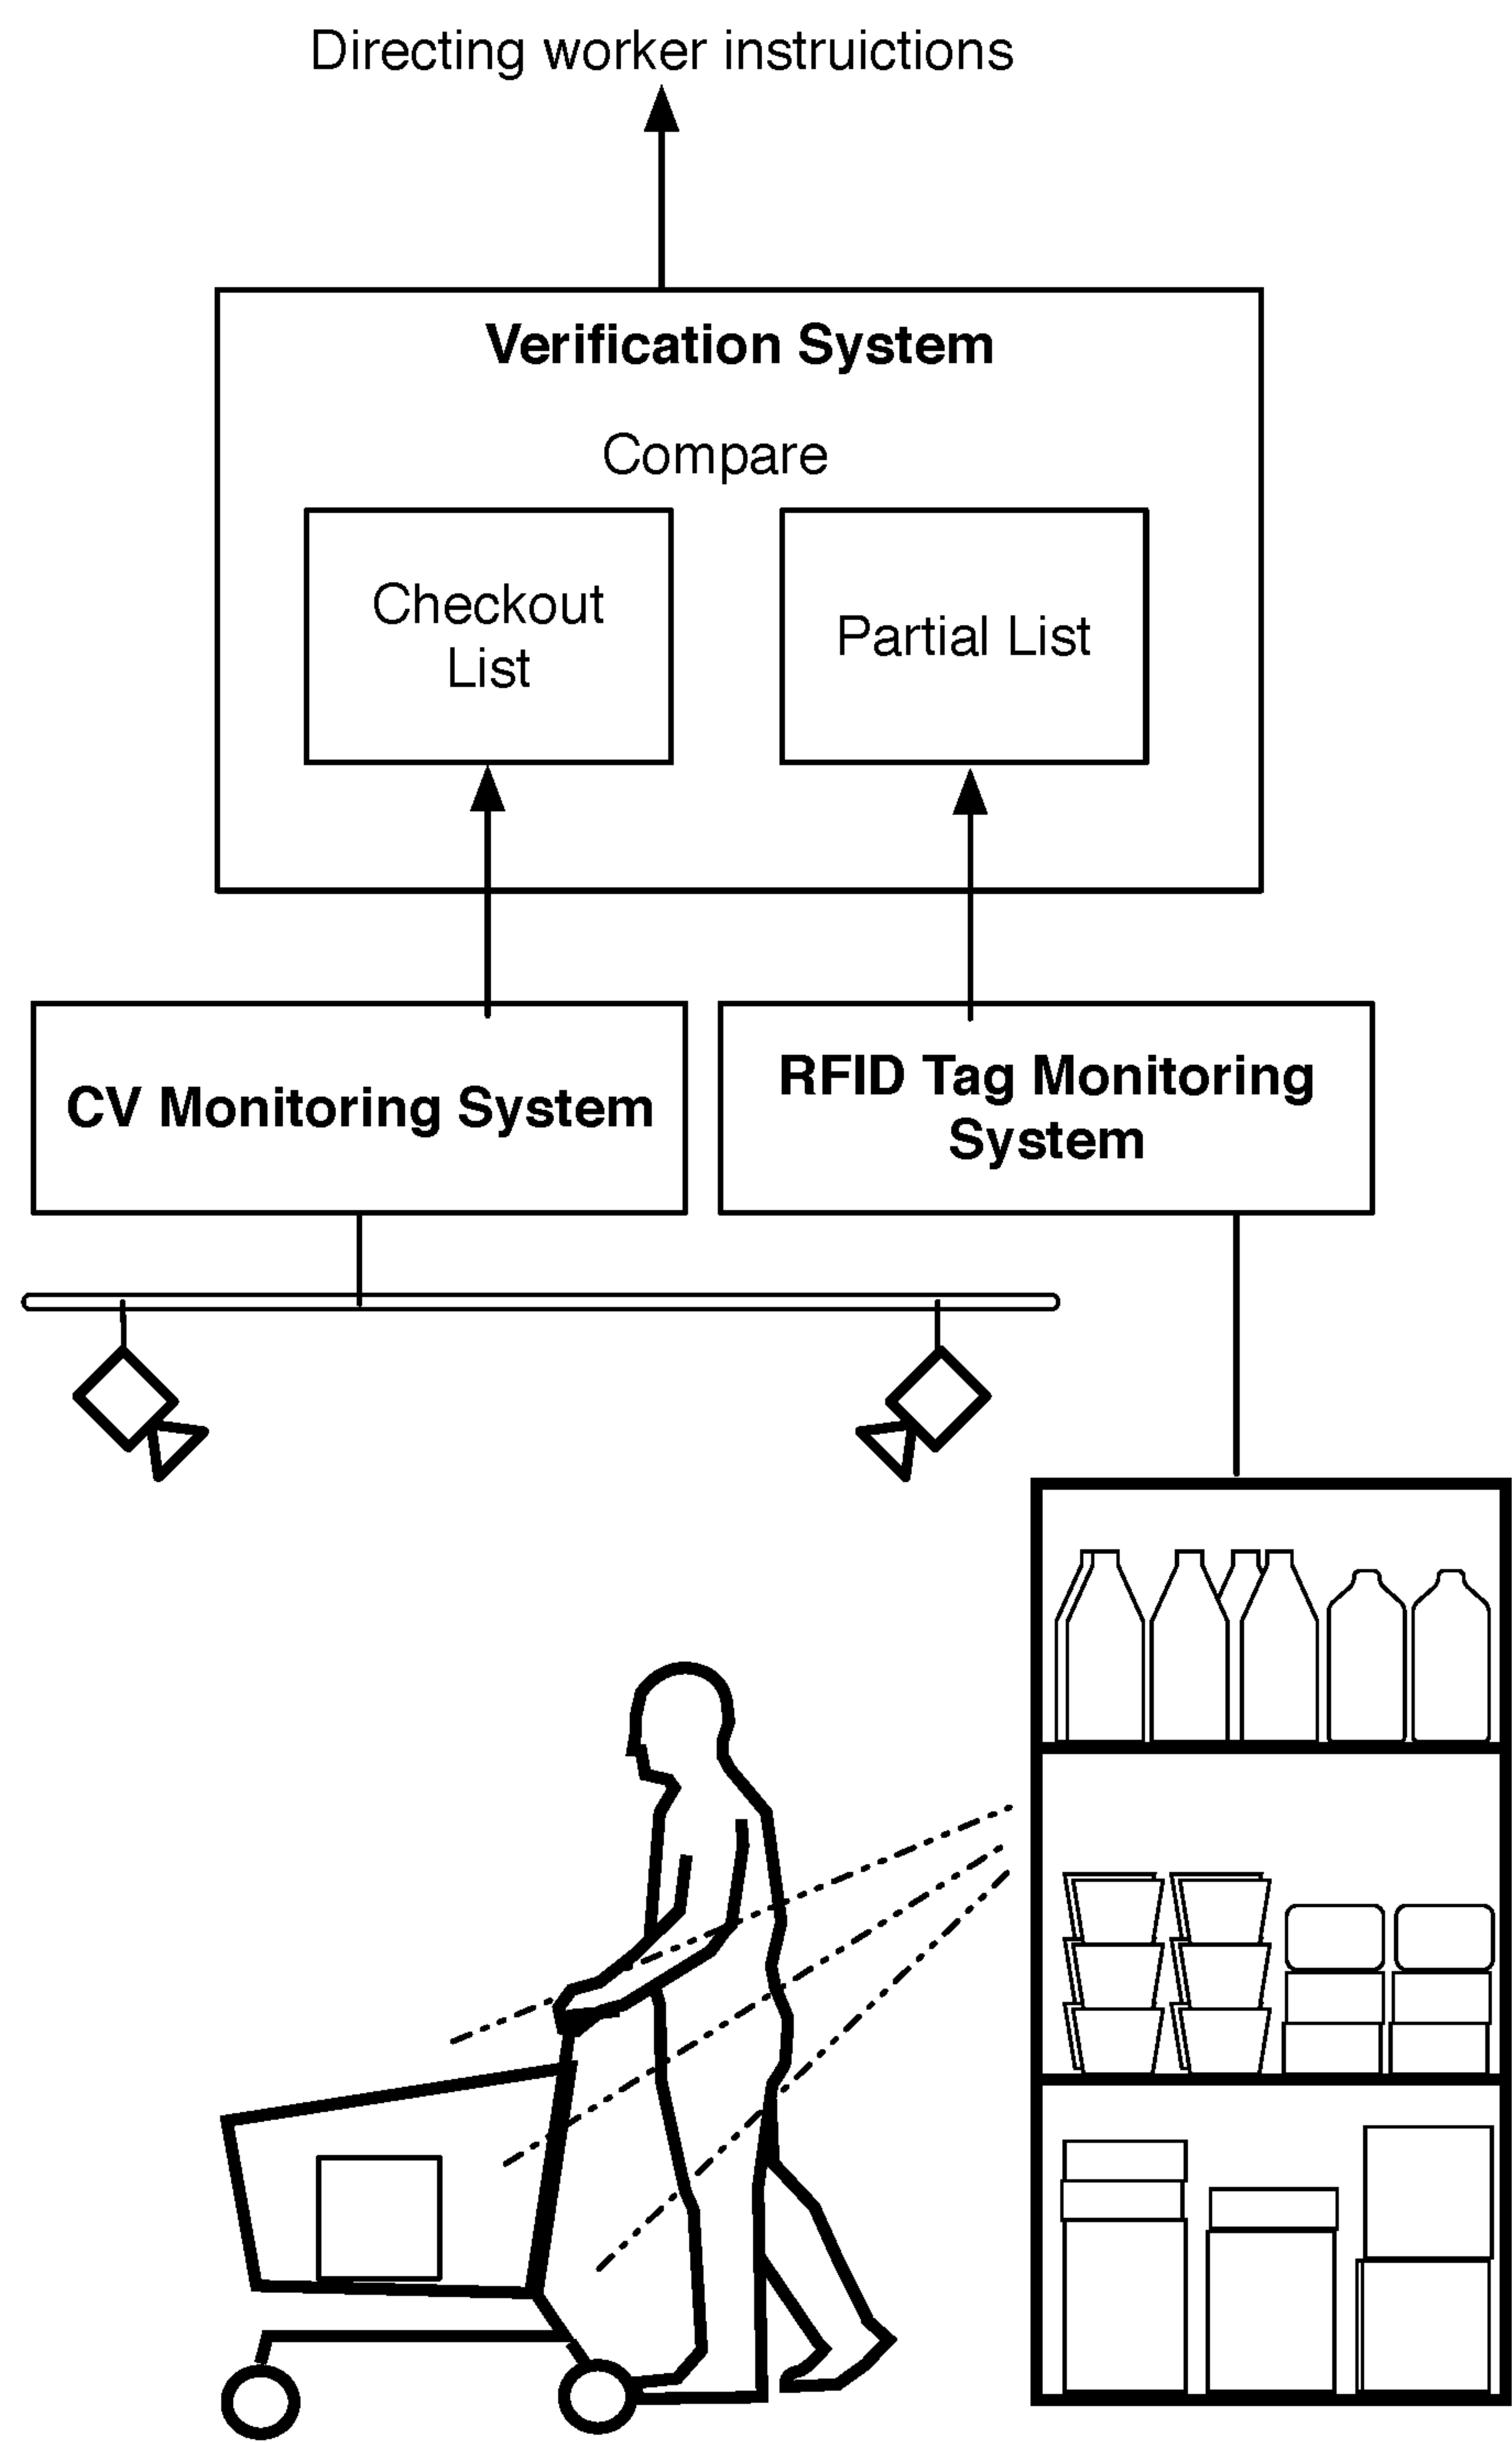 Directing worker instruictions
Verification System
Compare
Checkout
List
Partial List
CV Monitoring System
RFID Tag Monitoring
System